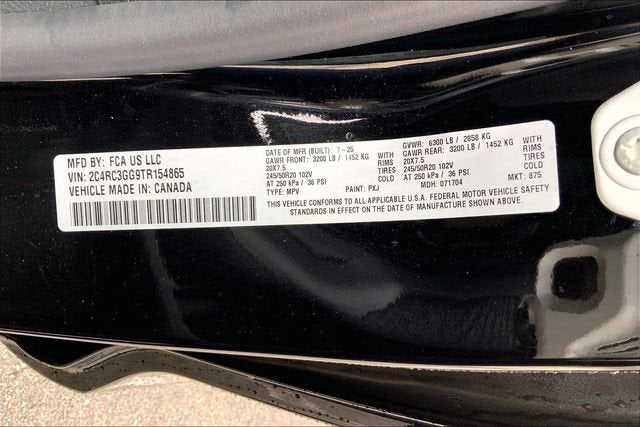 MFD BY: FCA US LLC
VIN: 2C4RC3GG9TR154865
VEHICLE MADE IN: CANADA
DATE OF MFR (BUILT): 7-25 GVWR: 6300 LB / 2858 KG
GAWR FRONT: 3200 LB / 1452 KG WITH GAWR REAR: 3200 LB / 1452 KG WITH
20X7.5 RIMS 20X7.5 RIMS
245/50R20 102V TIRES 245/50R20 102V TIRES
AT 250 kPa / 36 PSI COLD AT 250 kPa / 36 PSI COLD
TYPE: MPV PAINT: PXJ MDH: 071704 MKT: 875
THIS VEHICLE CONFORMS TO ALL APPLICABLE U.S.A. FEDERAL MOTOR VEHICLE SAFETY
STANDARDS IN EFFECT ON THE DATE OF MANUFACTURE SHOWN ABOVE.